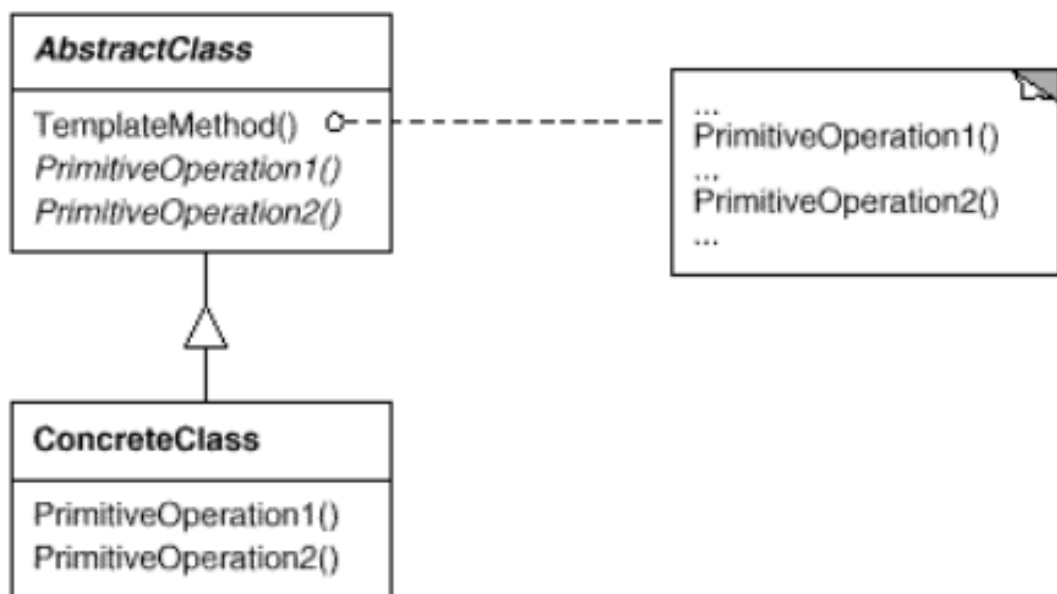 AbstractClass
TemplateMethod()
PrimitiveOperation1()
PrimitiveOperation2()
...
PrimitiveOperation1()
...
PrimitiveOperation2()
...
ConcreteClass
PrimitiveOperation1()
PrimitiveOperation2()